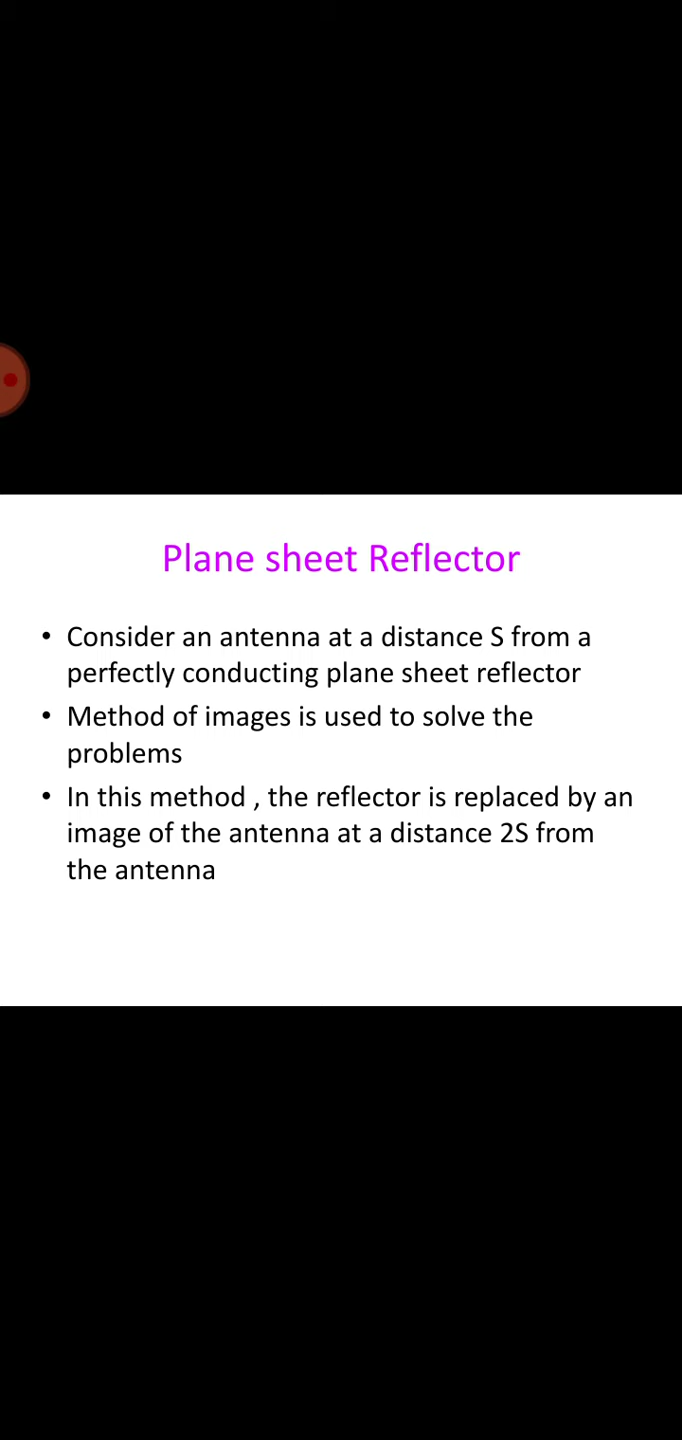 Plane sheet Reflector
• Consider an antenna at a distance S from a
perfectly conducting plane sheet reflector
• Method of images is used to solve the
problems
• In this method , the reflector is replaced by an
image of the antenna at a distance 2S from
the antenna